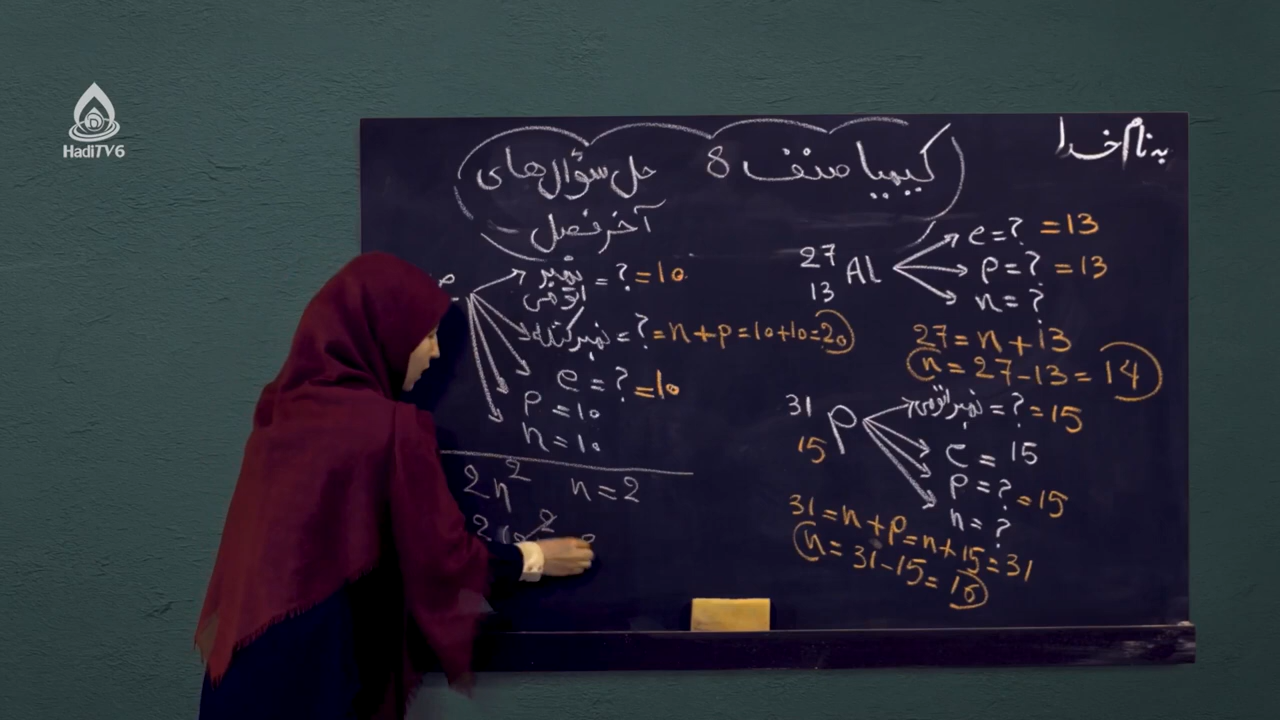 HadiTV6
به نام خدا
کیمیا صنف 8 حل سؤال های
آخر فصل
27
13 Al
e = ? = 13
p = ? = 13
n = ?
27 = n + 13
n = 27 - 13 = 14
31
15 P
نمبر اتومی = ? = 15
e = 15
p = ? = 15
n = ?
31 = n + p = n + 15 = 31
n = 31 - 15 = 16
نمبر اتومی = ? = 10
نمبر کتله = ? = n + p = 10 + 10 = 20
e = ? = 10
p = 10
n = 10
2n² n = 2